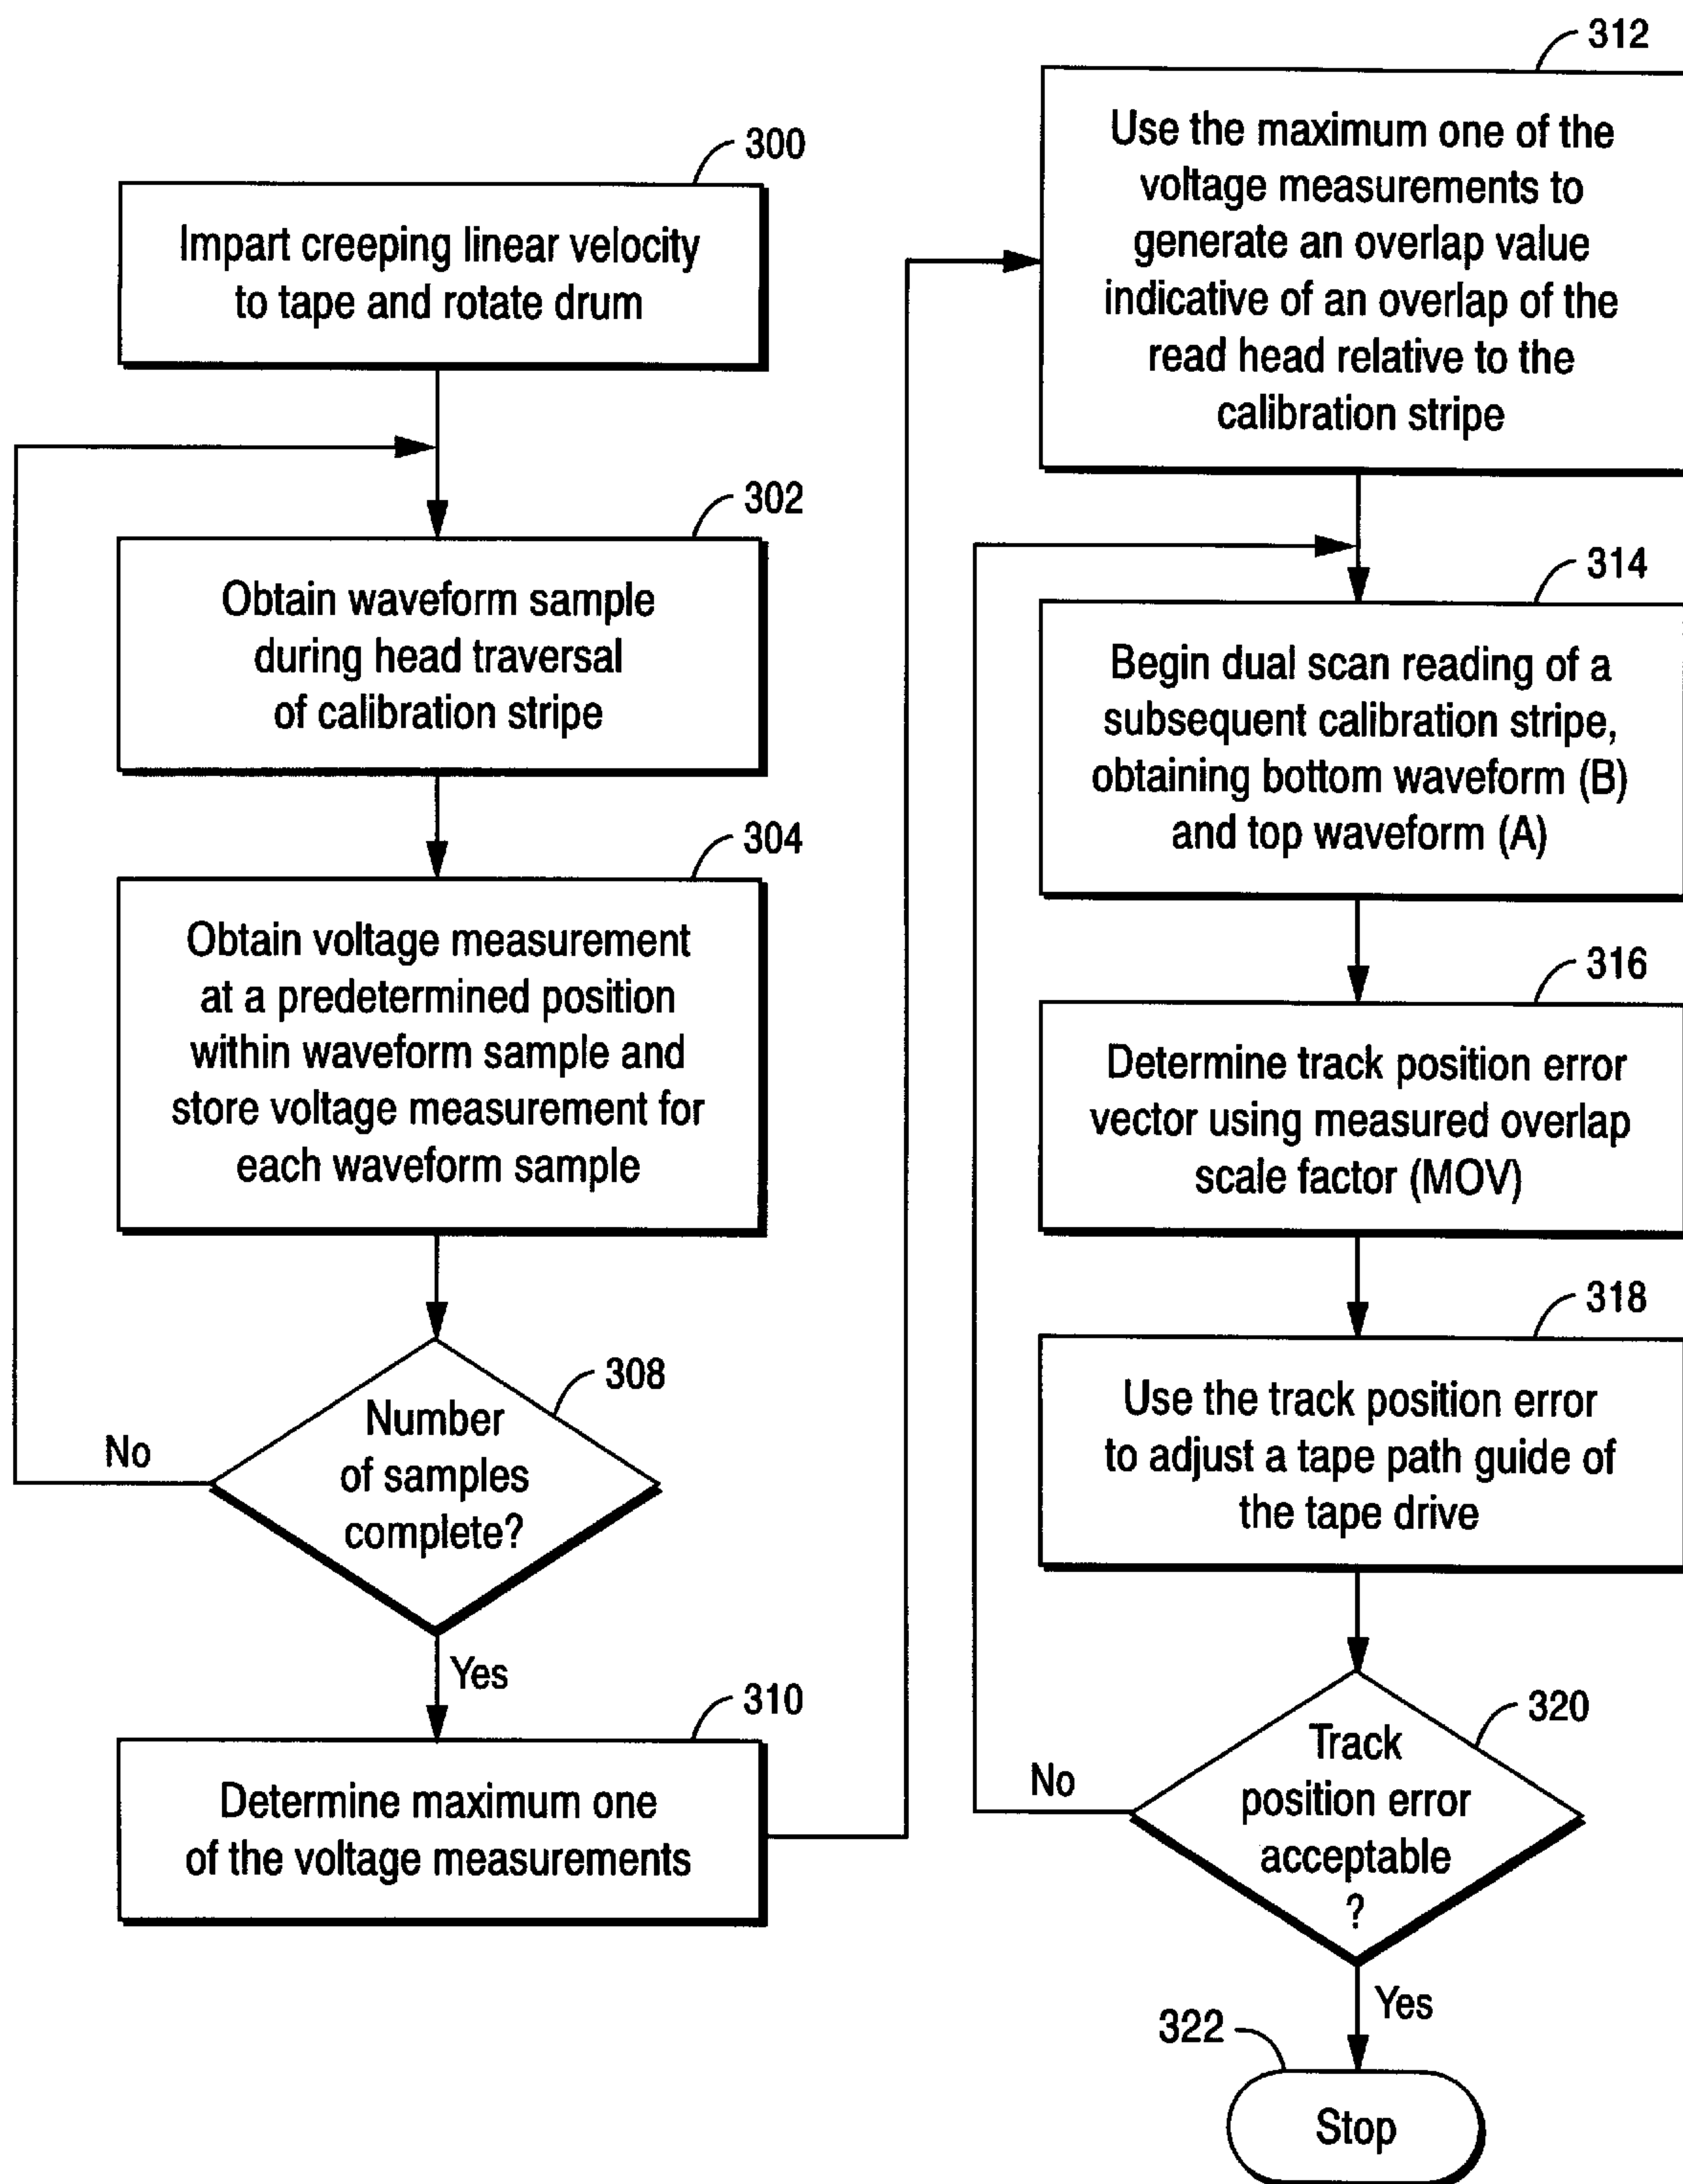 300
Impart creeping linear velocity
to tape and rotate drum
302
Obtain waveform sample
during head traversal
of calibration stripe
304
Obtain voltage measurement
at a predetermined position
within waveform sample and
store voltage measurement for
each waveform sample
308
Number
of samples
complete?
No
Yes
310
Determine maximum one
of the voltage measurements
312
Use the maximum one of the
voltage measurements to
generate an overlap value
indicative of an overlap of the
read head relative to the
calibration stripe
314
Begin dual scan reading of a
subsequent calibration stripe,
obtaining bottom waveform (B)
and top waveform (A)
316
Determine track position error
vector using measured overlap
scale factor (MOV)
318
Use the track position error
to adjust a tape path guide of
the tape drive
320
Track
position error
acceptable
?
No
Yes
322
Stop